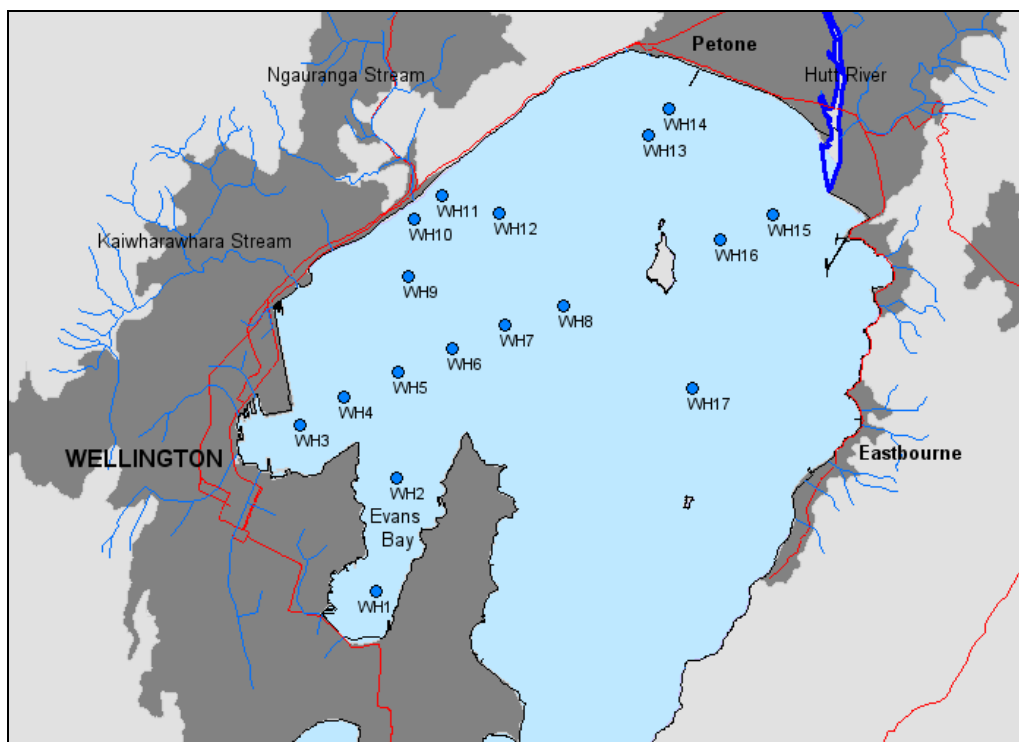 Petone
Ngauranga Stream
Hutt River
WH14
WH13
WH11
WH10
WH12
WH15
Kaiwharawhara Stream
WH16
WH9
WH8
WH7
WH6
WH5
WH17
WH4
WH3
WELLINGTON
Eastbourne
WH2
Evans
Bay
WH1